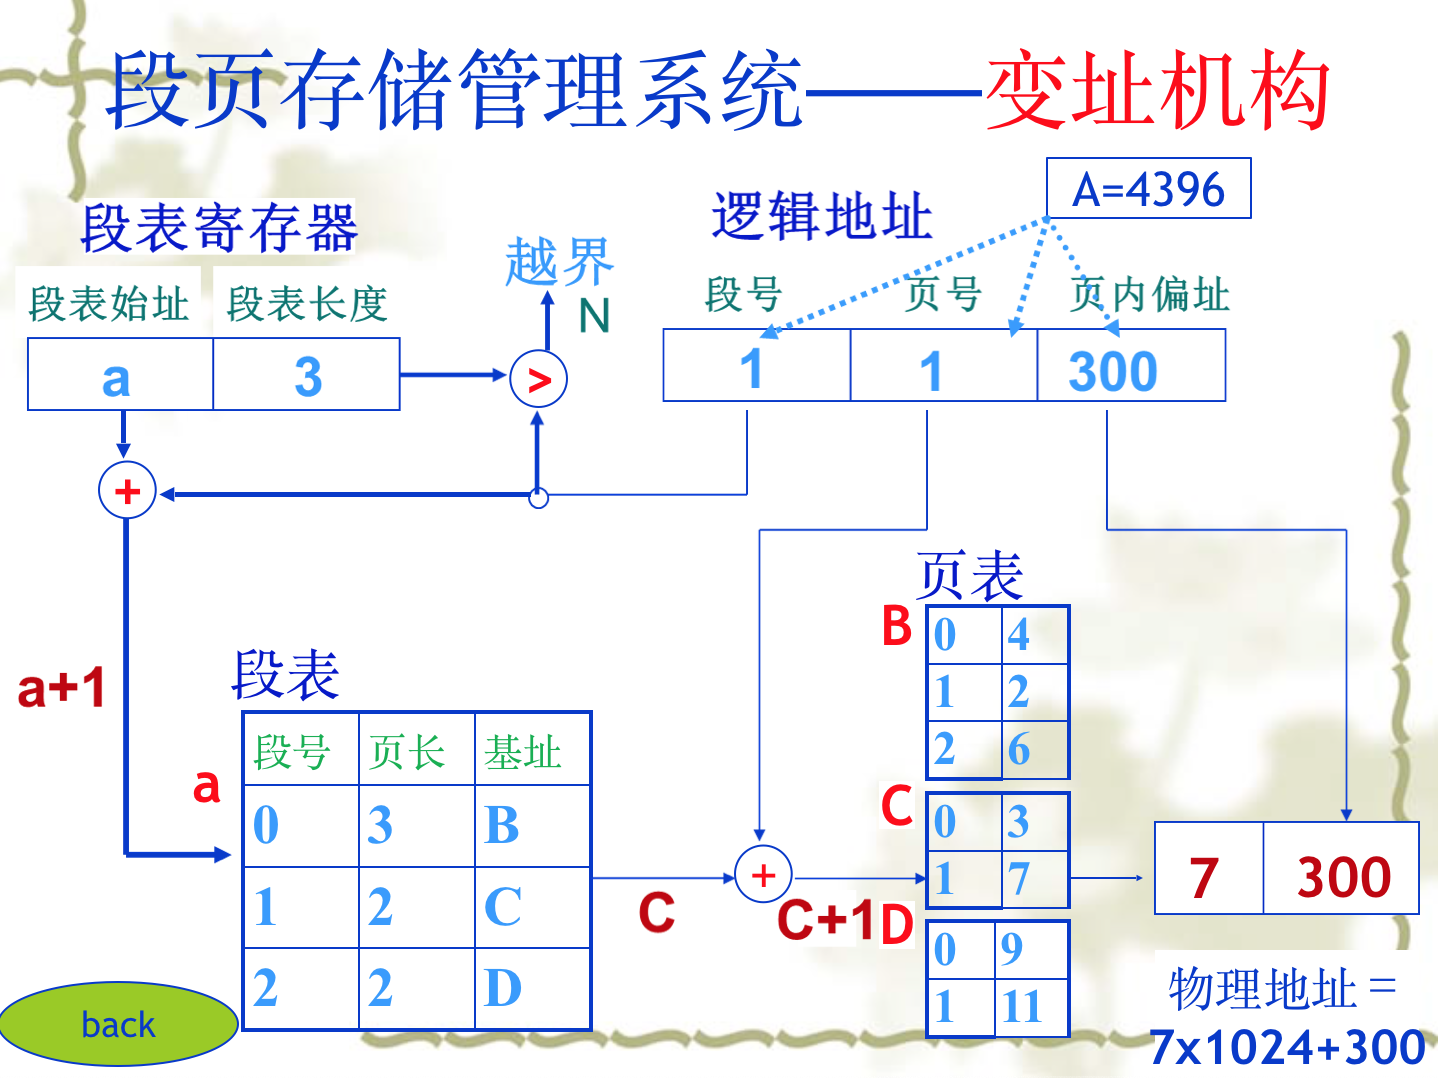 段页存储管理系统——变址机构
A=4396
段表寄存器
逻辑地址
越界
N
段表始址 段表长度
段号 页号 页内偏址
a 3
>
1 1 300
+
页表
B
0 4
1 2
2 6
a+1
段表
段号 页长 基址
a
0 3 B
1 2 C
2 2 D
C
+
C+1
C
0 3
1 7
D
0 9
1 11
7 300
物理地址 =
7x1024+300
back